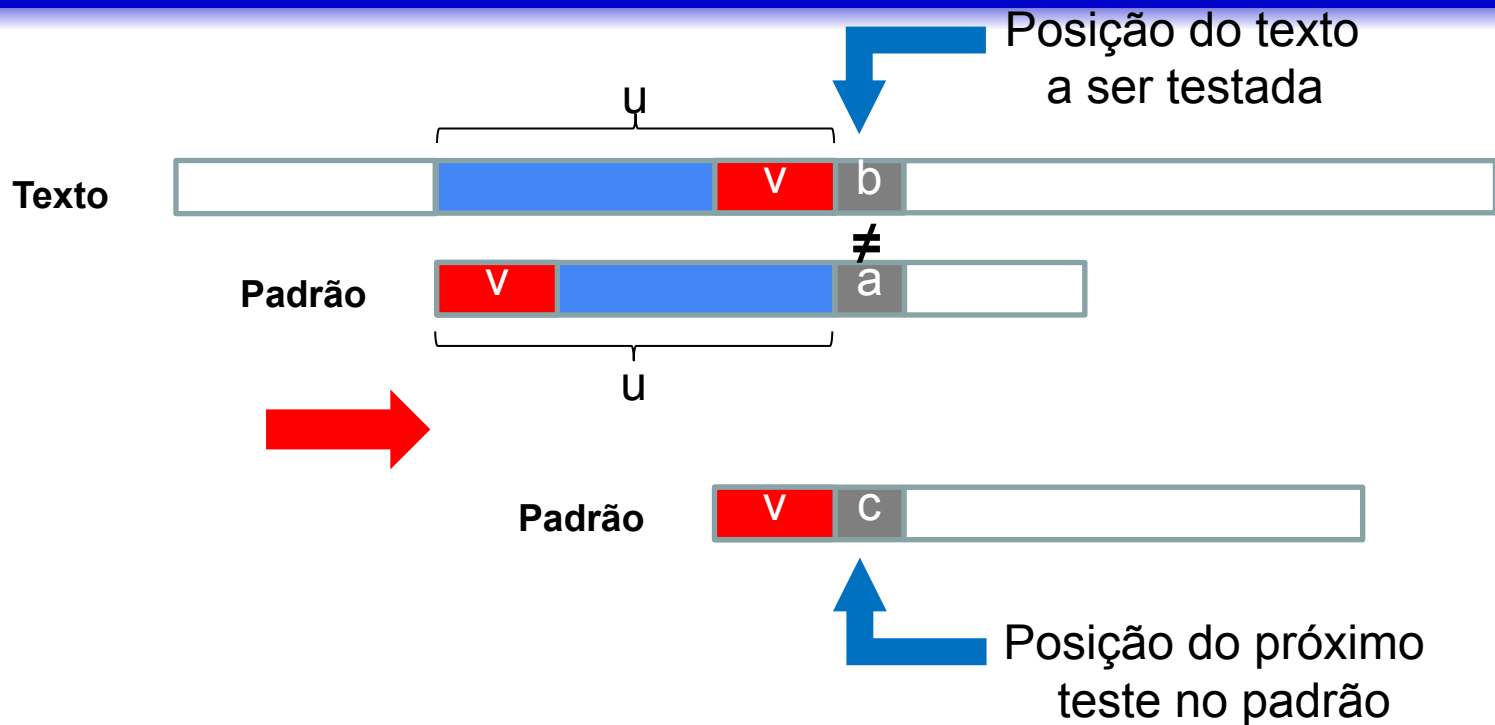 Posição do texto
a ser testada
u
Texto
v b
≠
Padrão
v a
u
Padrão
v c
Posição do próximo
teste no padrão